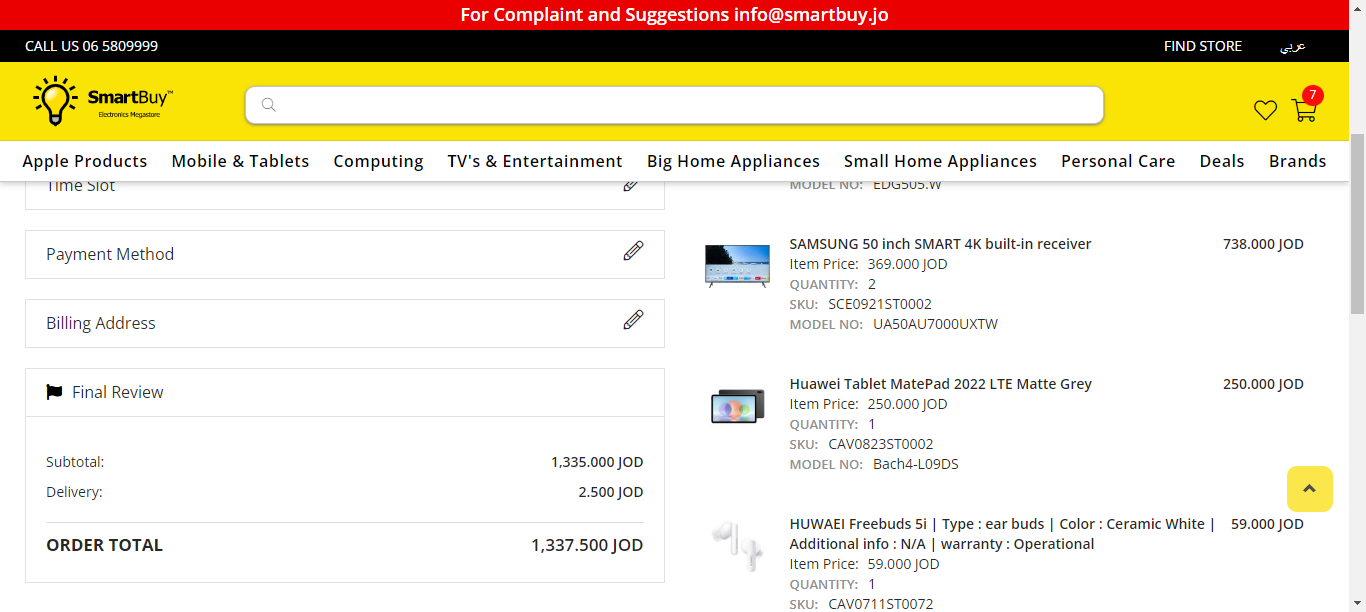 For Complaint and Suggestions info@smartbuy.jo
CALL US 06 5809999
FIND STORE
عربي
SmartBuy™
Electronics Megastore
7
Apple Products
Mobile & Tablets
Computing
TV's & Entertainment
Big Home Appliances
Small Home Appliances
Personal Care
Deals
Brands
Time Slot
Payment Method
Billing Address
Final Review
Subtotal: 1,335.000 JOD
Delivery: 2.500 JOD
ORDER TOTAL 1,337.500 JOD
MODEL NO: EDG505.W
SAMSUNG 50 inch SMART 4K built-in receiver 738.000 JOD
Item Price: 369.000 JOD
QUANTITY: 2
SKU: SCE0921ST0002
MODEL NO: UA50AU7000UXTW
Huawei Tablet MatePad 2022 LTE Matte Grey 250.000 JOD
Item Price: 250.000 JOD
QUANTITY: 1
SKU: CAV0823ST0002
MODEL NO: Bach4-L09DS
HUWAEI Freebuds 5i | Type : ear buds | Color : Ceramic White | 59.000 JOD
Additional info : N/A | warranty : Operational
Item Price: 59.000 JOD
QUANTITY: 1
SKU: CAV0711ST0072